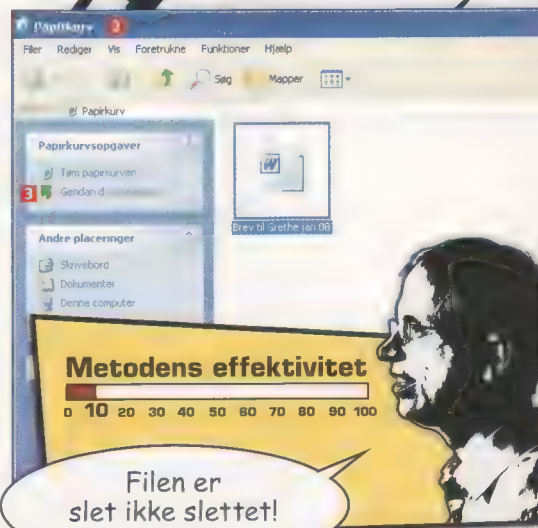 Papirkurv 3
Filer Rediger Vis Foretrukne Funktioner Hjælp
Søg Mapper
Papirkurv
Papirkurvsopgaver
Tøm papirkurven
3 Gendan d
Brev til Grethe jan 08
Andre placeringer
Skrivebord
Dokumenter
Denne computer
Metodens effektivitet
0 10 20 30 40 50 60 70 80 90 100
Filen er
slet ikke slettet!